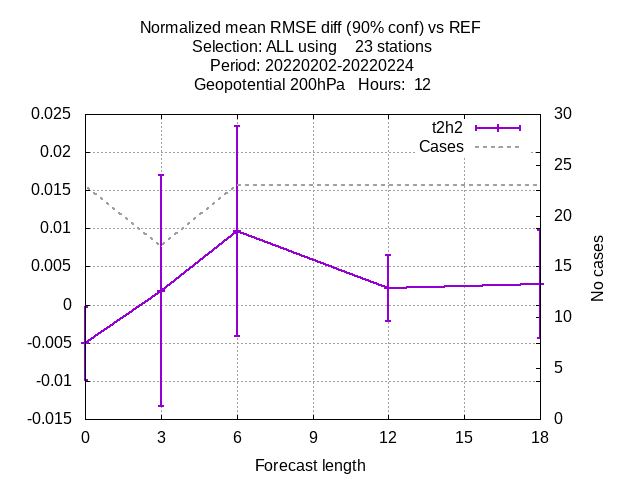 Normalized mean RMSE diff (90% conf) vs REF
Selection: ALL using    23 stations
Period: 20220202-20220224
Geopotential 200hPa   Hours:  12
t2h2
Cases
0.025
0.02
0.015
0.01
0.005
0
-0.005
-0.01
-0.015
30
25
20
15
10
5
0
No cases
0 3 6 9 12 15 18
Forecast length